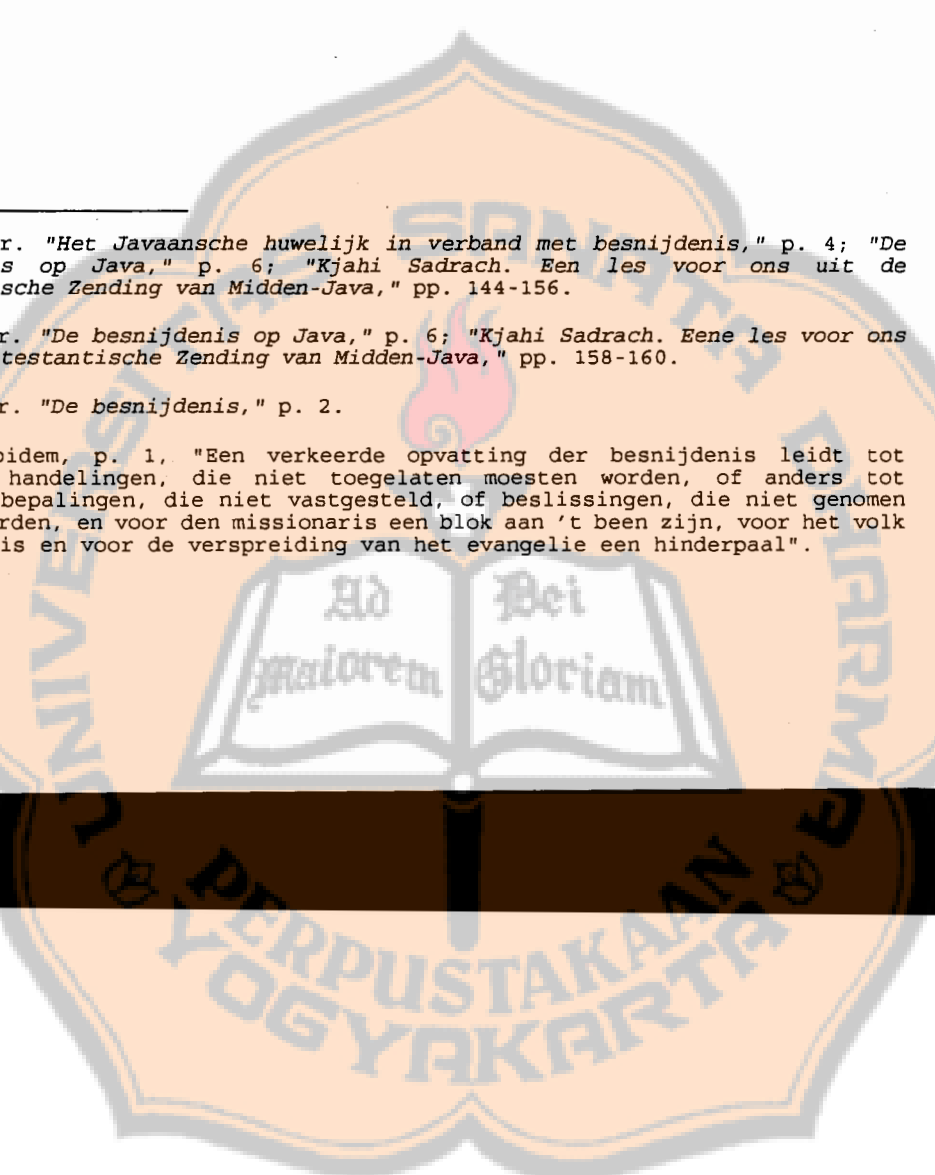 r. "Het Javaansche huwelijk in verband met besnijdenis," p. 4; "De
s op Java," p. 6; "Kjahi Sadrach. Een les voor ons uit de
sche Zending van Midden-Java," pp. 144-156.
r. "De besnijdenis op Java," p. 6; "Kjahi Sadrach. Eene les voor ons
testantische Zending van Midden-Java," pp. 158-160.
r. "De besnijdenis," p. 2.
bidem, p. 1, "Een verkeerde opvatting der besnijdenis leidt tot
handelingen, die niet toegelaten moesten worden, of anders tot
bepalingen, die niet vastgesteld, of beslissingen, die niet genomen
rden, en voor den missionaris een blok aan 't been zijn, voor het volk
is en voor de verspreiding van het evangelie een hinderpaal".
UNIVERSITAS SANATA DHARMA
Ad Dei
maiorem Gloriam
PERPUSTAKAAN
YOGYAKARTA